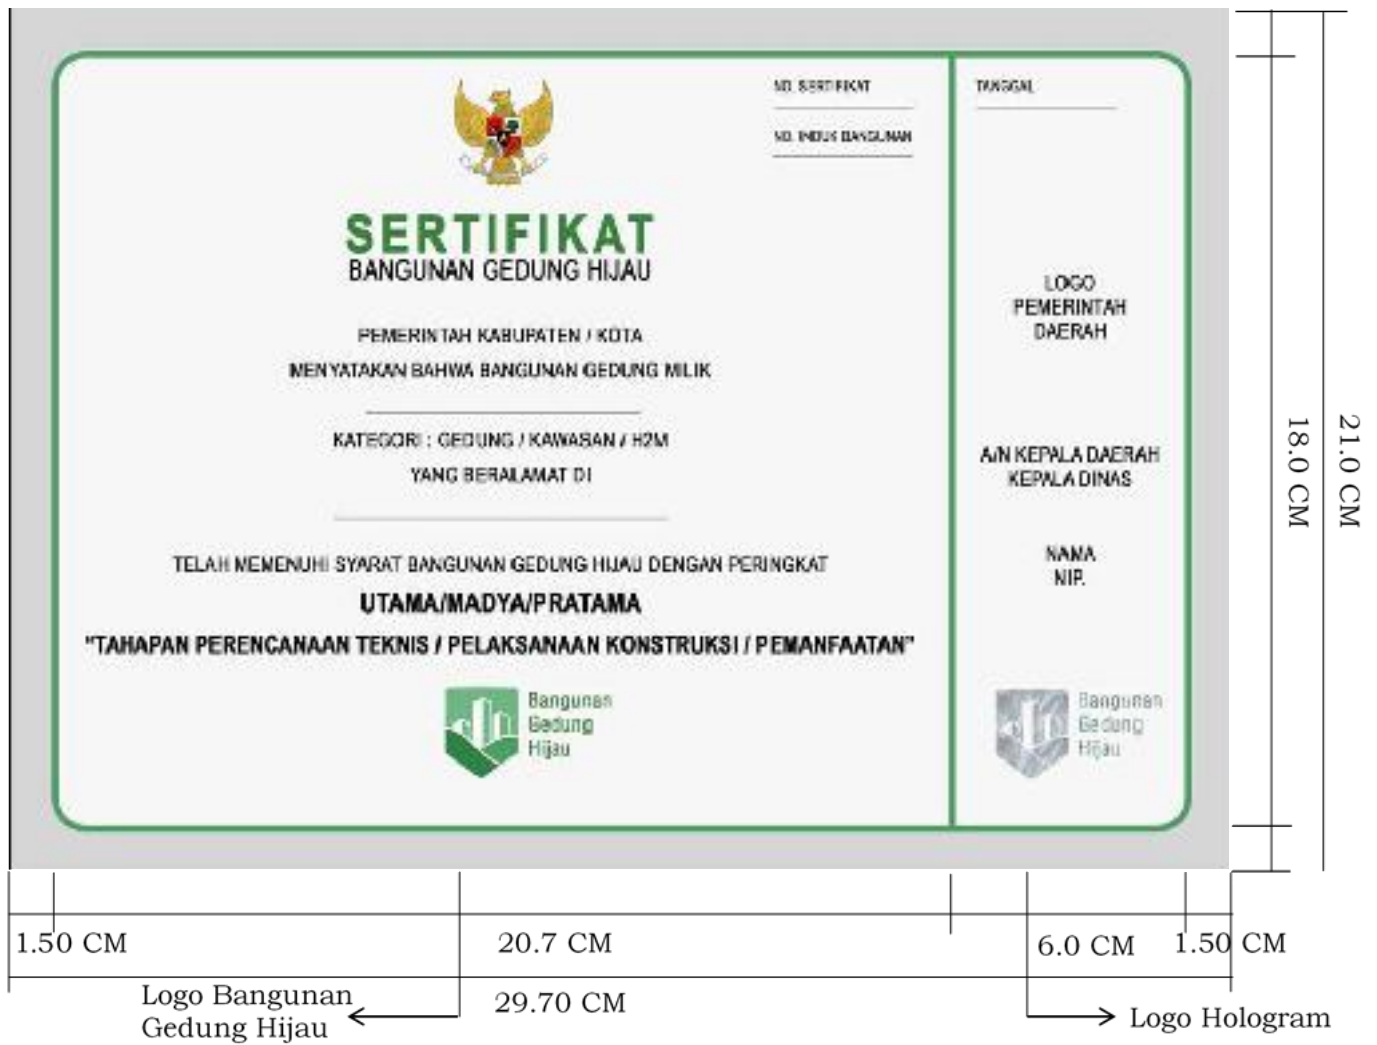 NO. SERTIFIKAT
TANGGAL
NO. INDUK BANGUNAN
SERTIFIKAT
BANGUNAN GEDUNG HIJAU
PEMERINTAH KABUPATEN / KOTA
MENYATAKAN BAHWA BANGUNAN GEDUNG MILIK
KATEGORI : GEDUNG / KAWASAN / H2M
YANG BERALAMAT DI
TELAH MEMENUHI SYARAT BANGUNAN GEDUNG HIJAU DENGAN PERINGKAT
UTAMA/MADYA/PRATAMA
"TAHAPAN PERENCANAAN TEKNIS / PELAKSANAAN KONSTRUKSI / PEMANFAATAN"
Bangunan
Gedung
Hijau
LOGO
PEMERINTAH
DAERAH
A/N KEPALA DAERAH
KEPALA DINAS
NAMA
NIP.
Bangunan
Gedung
Hijau
18.0 CM
21.0 CM
1.50 CM
20.7 CM
6.0 CM
1.50 CM
29.70 CM
Logo Bangunan
Gedung Hijau
Logo Hologram